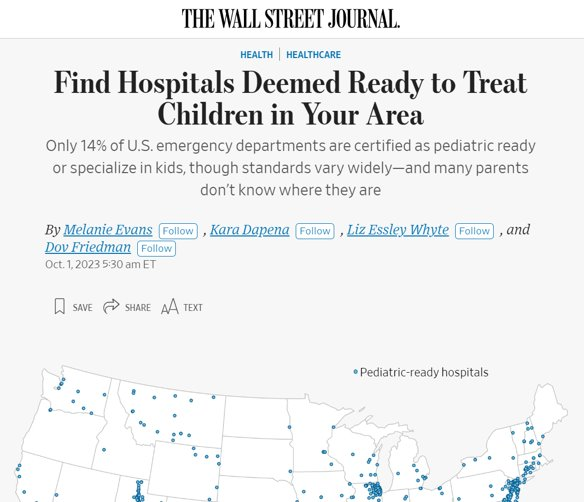 THE WALL STREET JOURNAL.
HEALTH | HEALTHCARE
Find Hospitals Deemed Ready to Treat
Children in Your Area
Only 14% of U.S. emergency departments are certified as pediatric ready
or specialize in kids, though standards vary widely—and many parents
don’t know where they are
By Melanie Evans Follow , Kara Dapena Follow , Liz Essley Whyte Follow , and
Dov Friedman Follow
Oct. 1, 2023 5:30 am ET
SAVE SHARE AA TEXT
Pediatric-ready hospitals